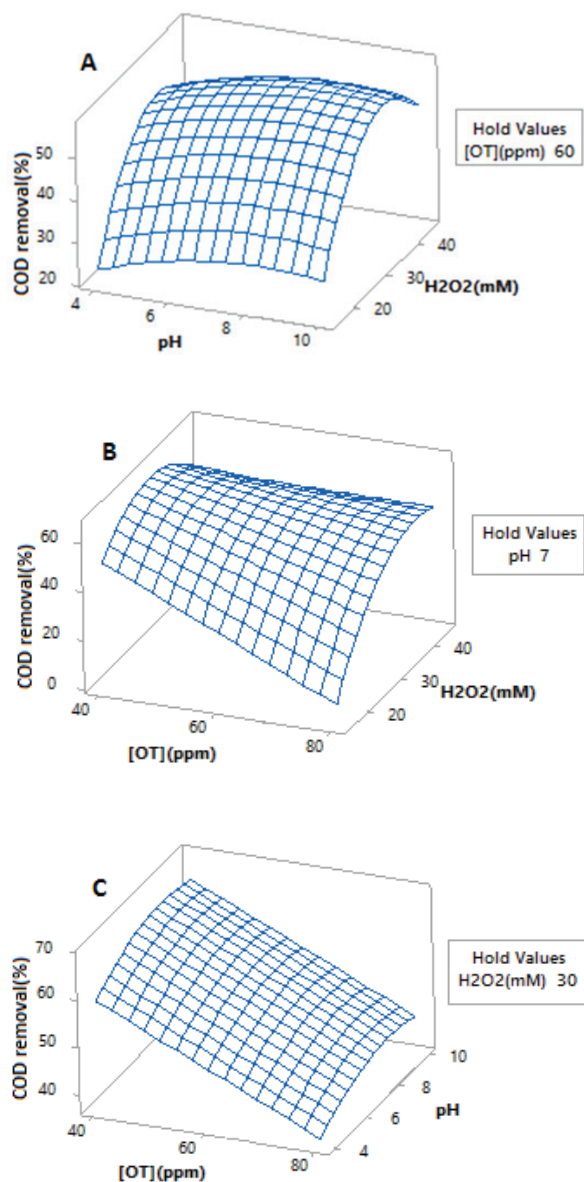 A
Hold Values
[OT](ppm) 60
COD removal(%)
50
40
30
20
4
6
8
10
pH
20
30
40
H2O2(mM)
B
Hold Values
pH 7
COD removal(%)
60
40
20
0
40
60
80
[OT](ppm)
20
30
40
H2O2(mM)
C
Hold Values
H2O2(mM) 30
COD removal(%)
70
60
50
40
40
60
80
[OT](ppm)
4
6
8
10
pH